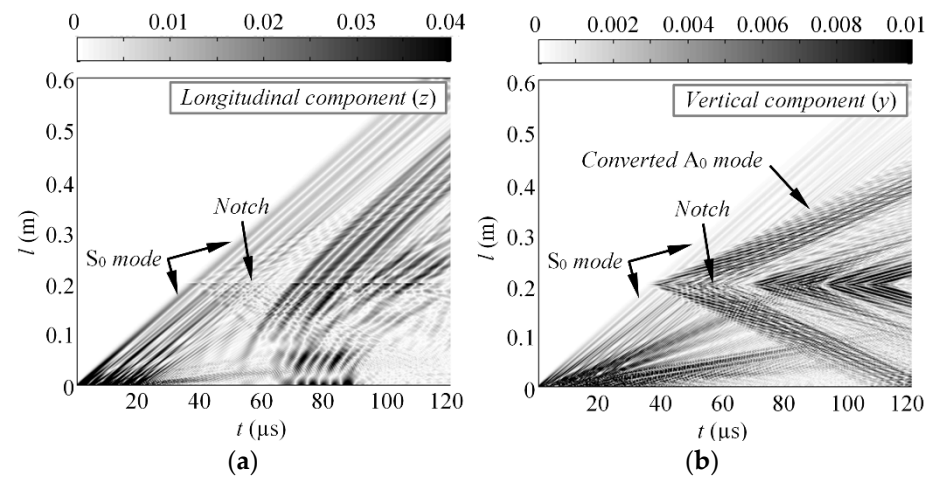 0 0.01 0.02 0.03 0.04
Longitudinal component (z)
0.6
0.5
0.4
0.3
0.2
0.1
0
l (m)
Notch
S₀ mode
20 40 60 80 100 120
t (µs)
(a)
0 0.002 0.004 0.006 0.008 0.01
Vertical component (y)
0.6
0.5
0.4
0.3
0.2
0.1
0
l (m)
Converted A₀ mode
Notch
S₀ mode
20 40 60 80 100 120
t (µs)
(b)